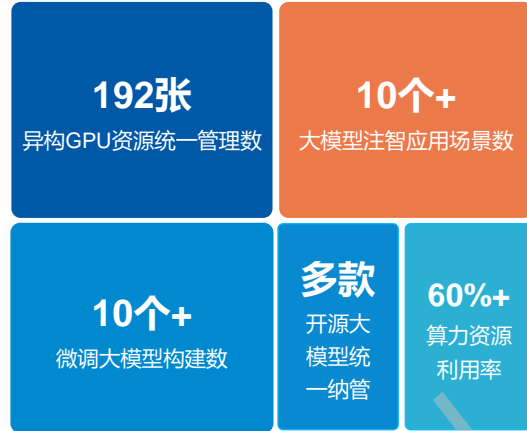 192张
异构GPU资源统一管理数
10个+
大模型注智应用场景数
10个+
微调大模型构建数
多款
开源大
模型统
一纳管
60%+
算力资源
利用率